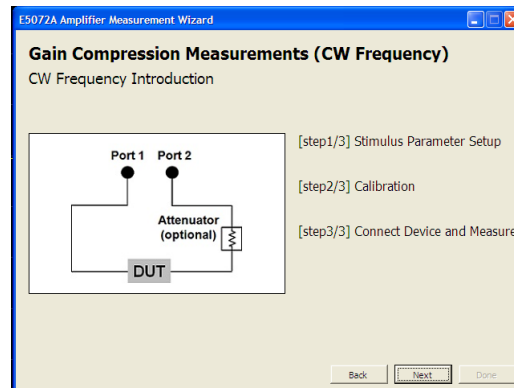 E5072A Amplifier Measurement Wizard
Gain Compression Measurements (CW Frequency)
CW Frequency Introduction
Port 1 Port 2
Attenuator
(optional)
DUT
[step1/3] Stimulus Parameter Setup
[step2/3] Calibration
[step3/3] Connect Device and Measure
Back Next Done